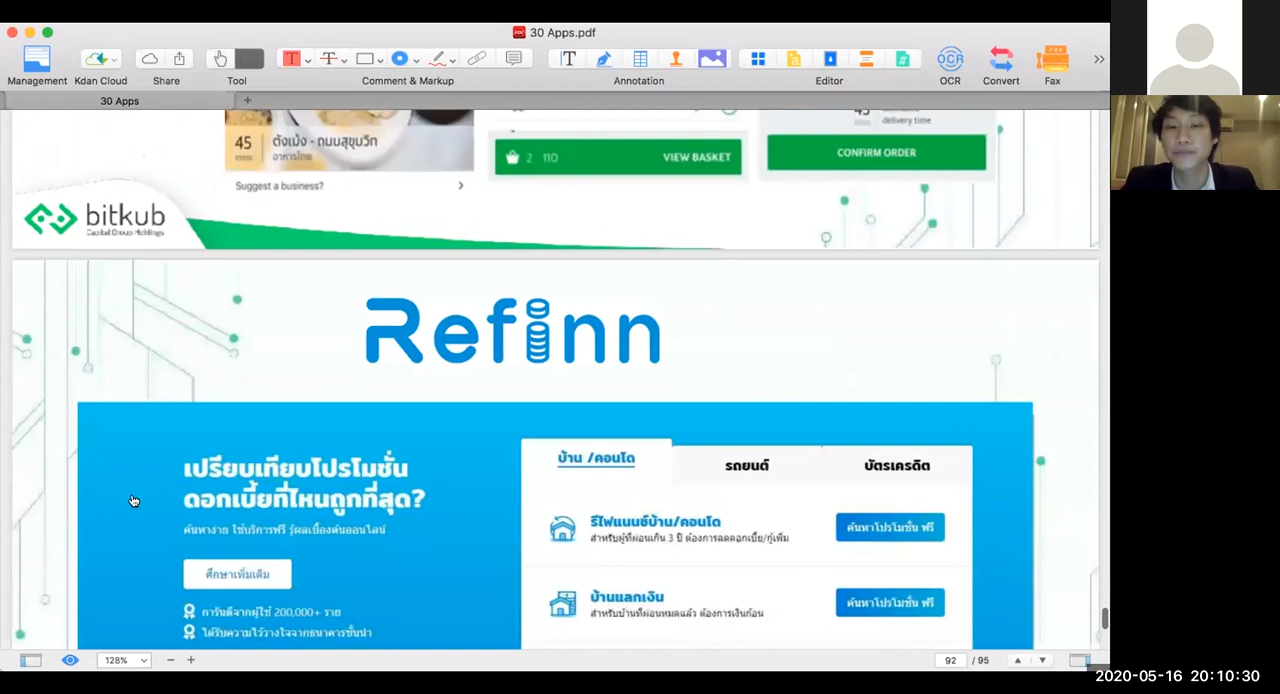 30 Apps.pdf
Management
Kdan Cloud
Share
Tool
Comment & Markup
Annotation
Editor
OCR
Convert
Fax
30 Apps
45 mins
ตั่งเม้ง - ถนนสุขุมวิท
อาหารไทย
Suggest a business?
2 110 VIEW BASKET
45
mins
delivery time
CONFIRM ORDER
bitkub
Capital Group Holdings
Refinn
เปรียบเทียบโปรโมชั่น
ดอกเบี้ยที่ไหนถูกที่สุด?
ค้นหาง่าย ใช้บริการฟรี รู้ผลเบื้องต้นออนไลน์
ศึกษาเพิ่มเติม
การันตีจากผู้ใช้ 200,000+ ราย
ได้รับความไว้วางใจจากธนาคารชั้นนำ
บ้าน /คอนโด
รถยนต์
บัตรเครดิต
รีไฟแนนซ์บ้าน/คอนโด
สำหรับผู้ที่ผ่อนเกิน 3 ปี ต้องการลดดอกเบี้ย/กู้เพิ่ม
ค้นหาโปรโมชั่น ฟรี
บ้านแลกเงิน
สำหรับบ้านที่ผ่อนหมดแล้ว ต้องการเงินก้อน
ค้นหาโปรโมชั่น ฟรี
128%
92 / 95
2020-05-16 20:10:30